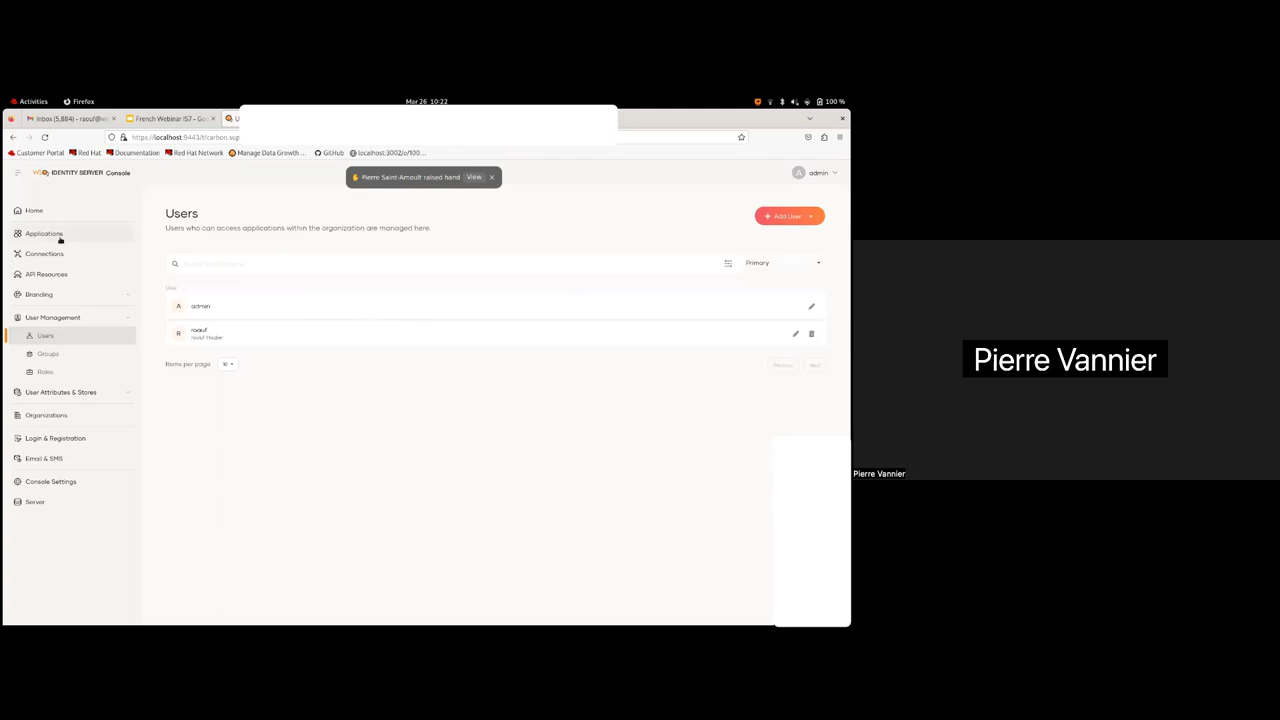 Activities
Firefox
Mar 26 10:22
100 %
Inbox (5,884) - raouf@w
French Webinar IS7 - Go
U
https://localhost:9443/t/carbon.sup
Customer Portal
Red Hat
Documentation
Red Hat Network
Manage Data Growth ...
GitHub
localhost:3002/o/100...
WSO2 IDENTITY SERVER Console
Pierre Saint-Arnoult raised hand View
A admin
Home
Applications
Connections
API Resources
Branding
User Management
Users
Groups
Roles
User Attributes & Stores
Organizations
Login & Registration
Email & SMS
Console Settings
Server
Users
Users who can access applications within the organization are managed here.
+ Add User
Primary
User
A admin
R raouf
Items per page 10
Previous
Next
Pierre Vannier
Pierre Vannier